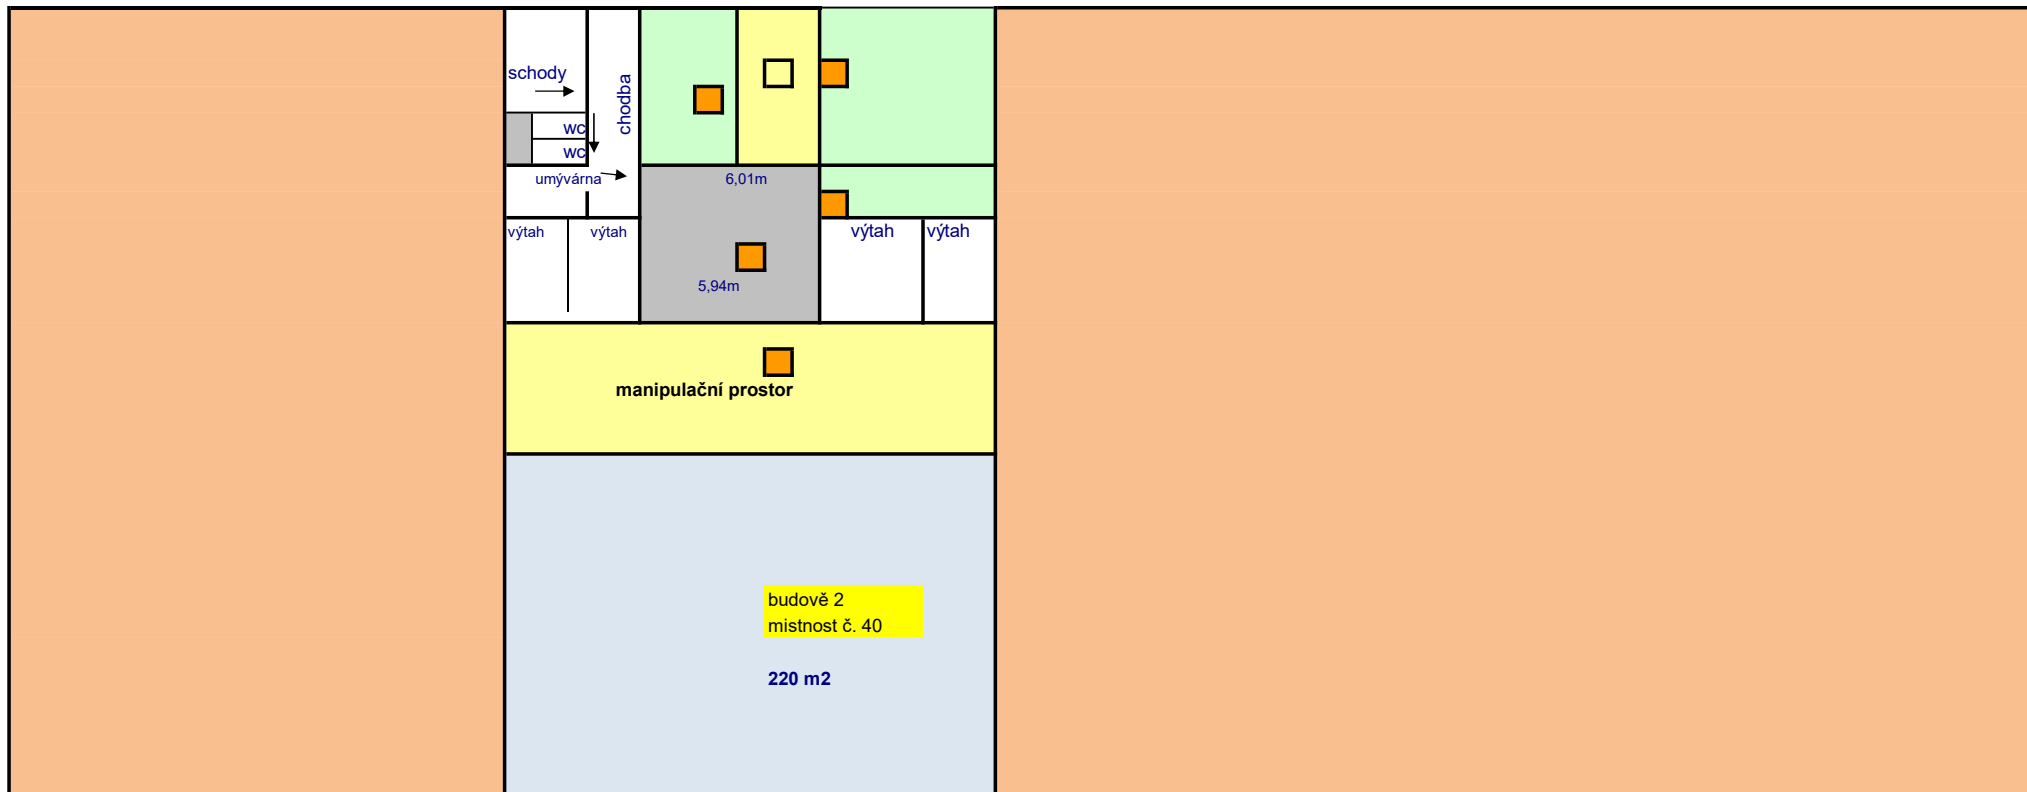 schody
chodba
wc
wc
umývárna
6,01m
výtah
výtah
výtah
výtah
5,94m
manipulační prostor
budově 2
mistnost č. 40
220 m2